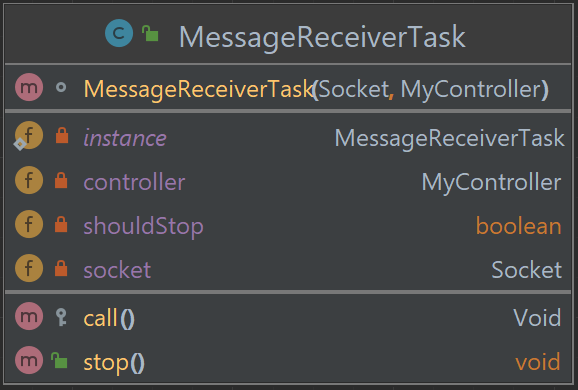 C MessageReceiverTask
m MessageReceiverTask(Socket, MyController)
f instance MessageReceiverTask
f controller MyController
f shouldStop boolean
f socket Socket
m call() Void
m stop() void